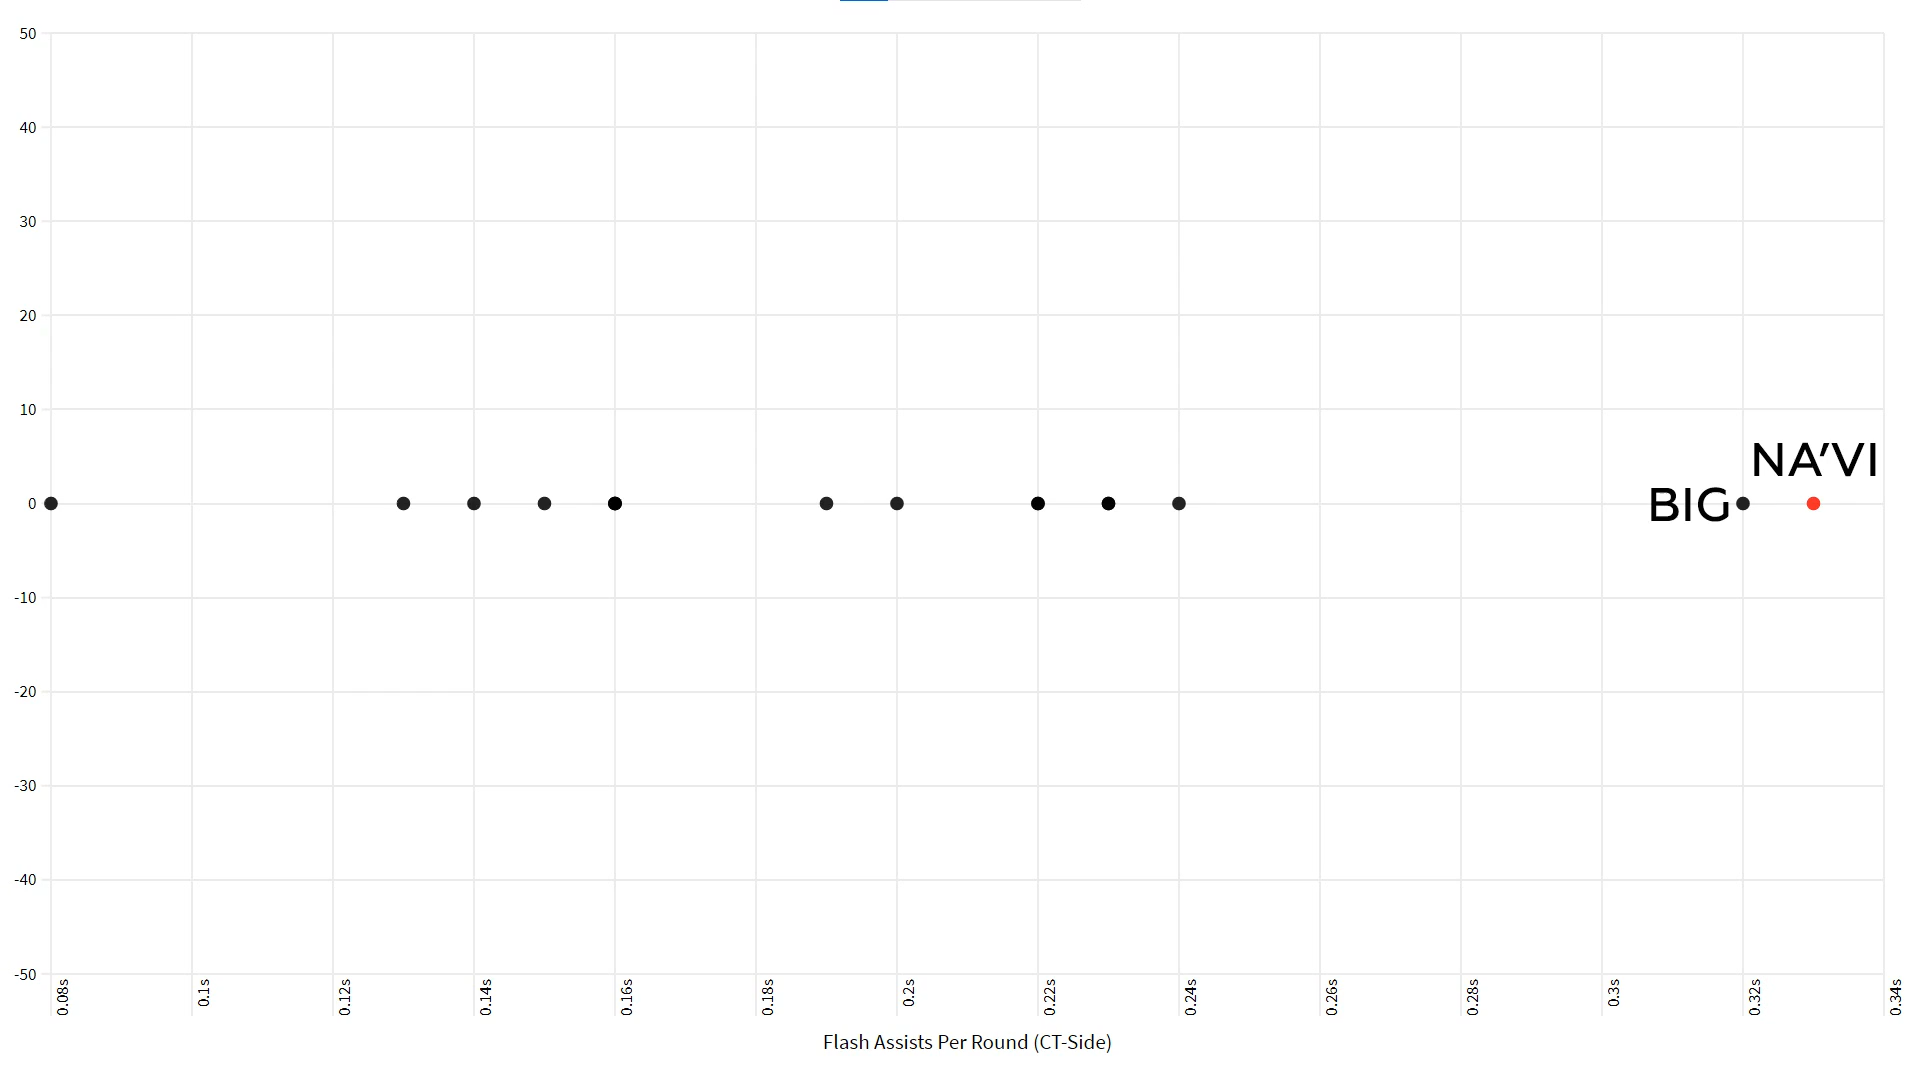 50
40
30
20
10
NA'VI
0
BIG
-10
-20
-30
-40
-50
0.08s
0.1s
0.12s
0.14s
0.16s
0.18s
0.2s
0.22s
0.24s
0.26s
0.28s
0.3s
0.32s
0.34s
Flash Assists Per Round (CT-Side)